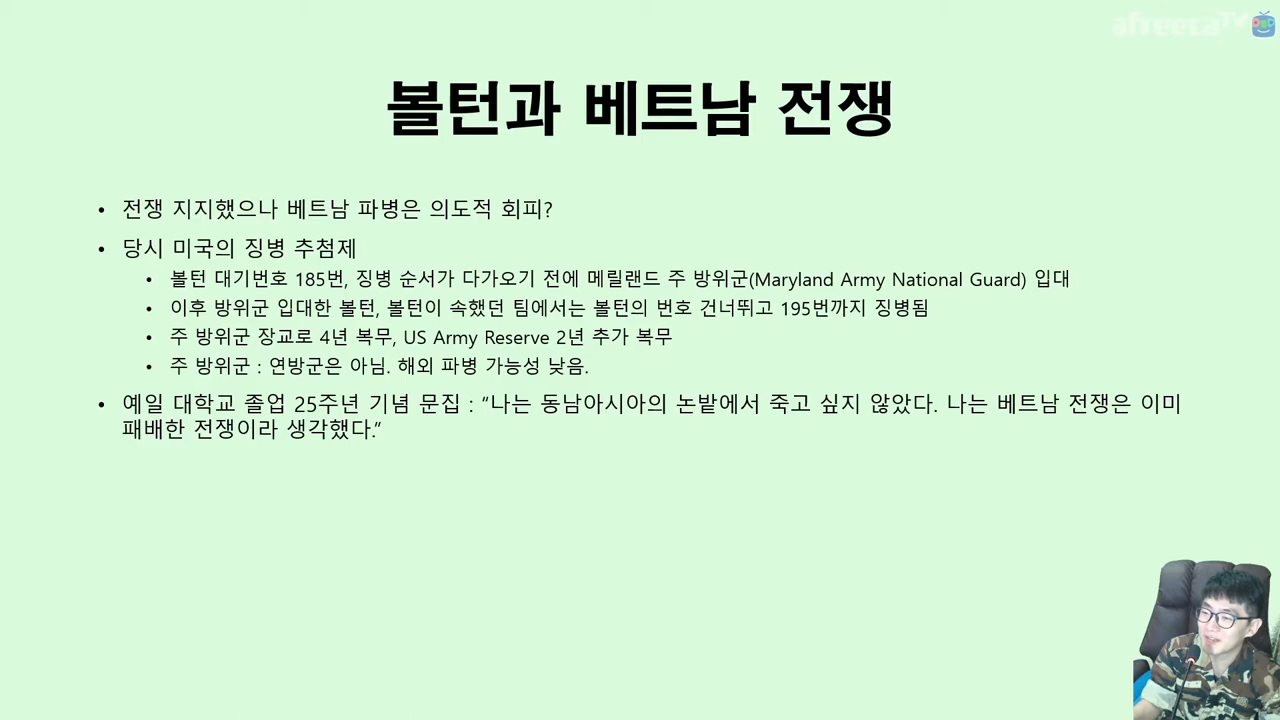 afreecaTV
볼턴과 베트남 전쟁
• 전쟁 지지했으나 베트남 파병은 의도적 회피?
• 당시 미국의 징병 추첨제
• 볼턴 대기번호 185번, 징병 순서가 다가오기 전에 메릴랜드 주 방위군(Maryland Army National Guard) 입대
• 이후 방위군 입대한 볼턴, 볼턴이 속했던 팀에서는 볼턴의 번호 건너뛰고 195번까지 징병됨
• 주 방위군 장교로 4년 복무, US Army Reserve 2년 추가 복무
• 주 방위군 : 연방군은 아님. 해외 파병 가능성 낮음.
• 예일 대학교 졸업 25주년 기념 문집 : “나는 동남아시아의 논밭에서 죽고 싶지 않았다. 나는 베트남 전쟁은 이미
패배한 전쟁이라 생각했다.”